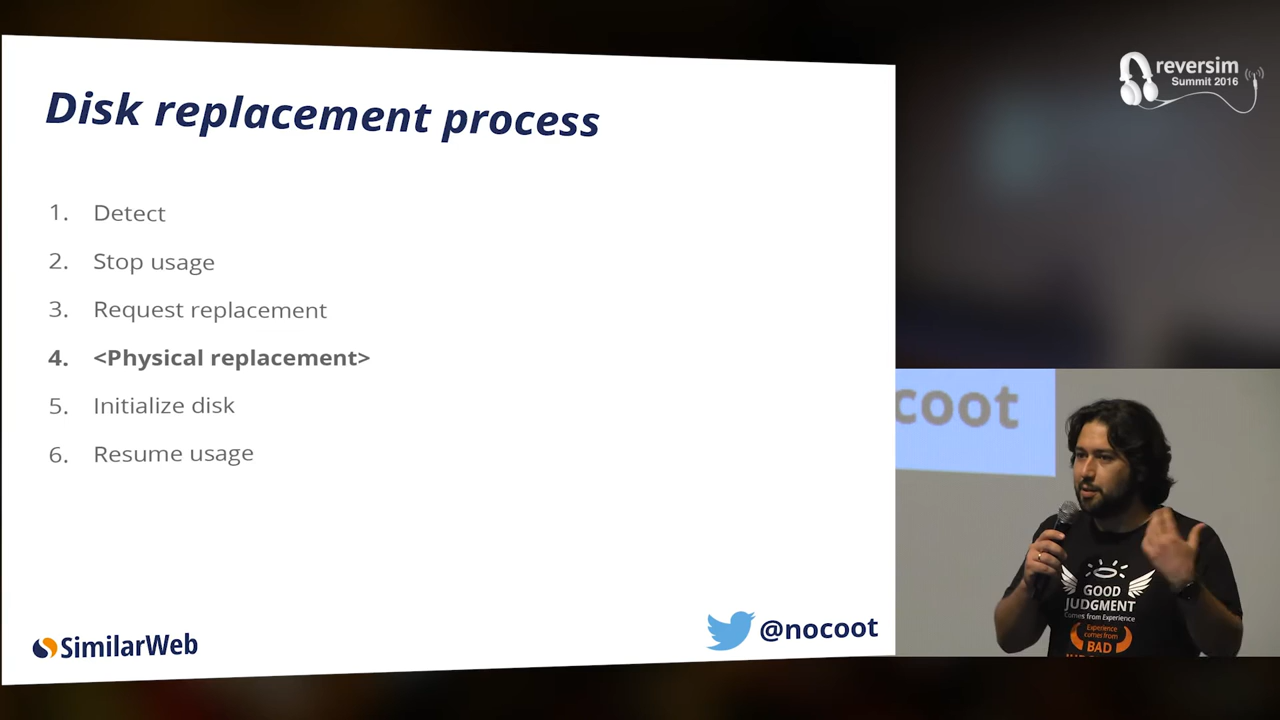 Disk replacement process
1. Detect
2. Stop usage
3. Request replacement
4. <Physical replacement>
5. Initialize disk
6. Resume usage
SimilarWeb
@nocoot
reversim
Summit 2016
coot
GOOD
JUDGMENT
Comes from Experience
Experience
comes from
BAD